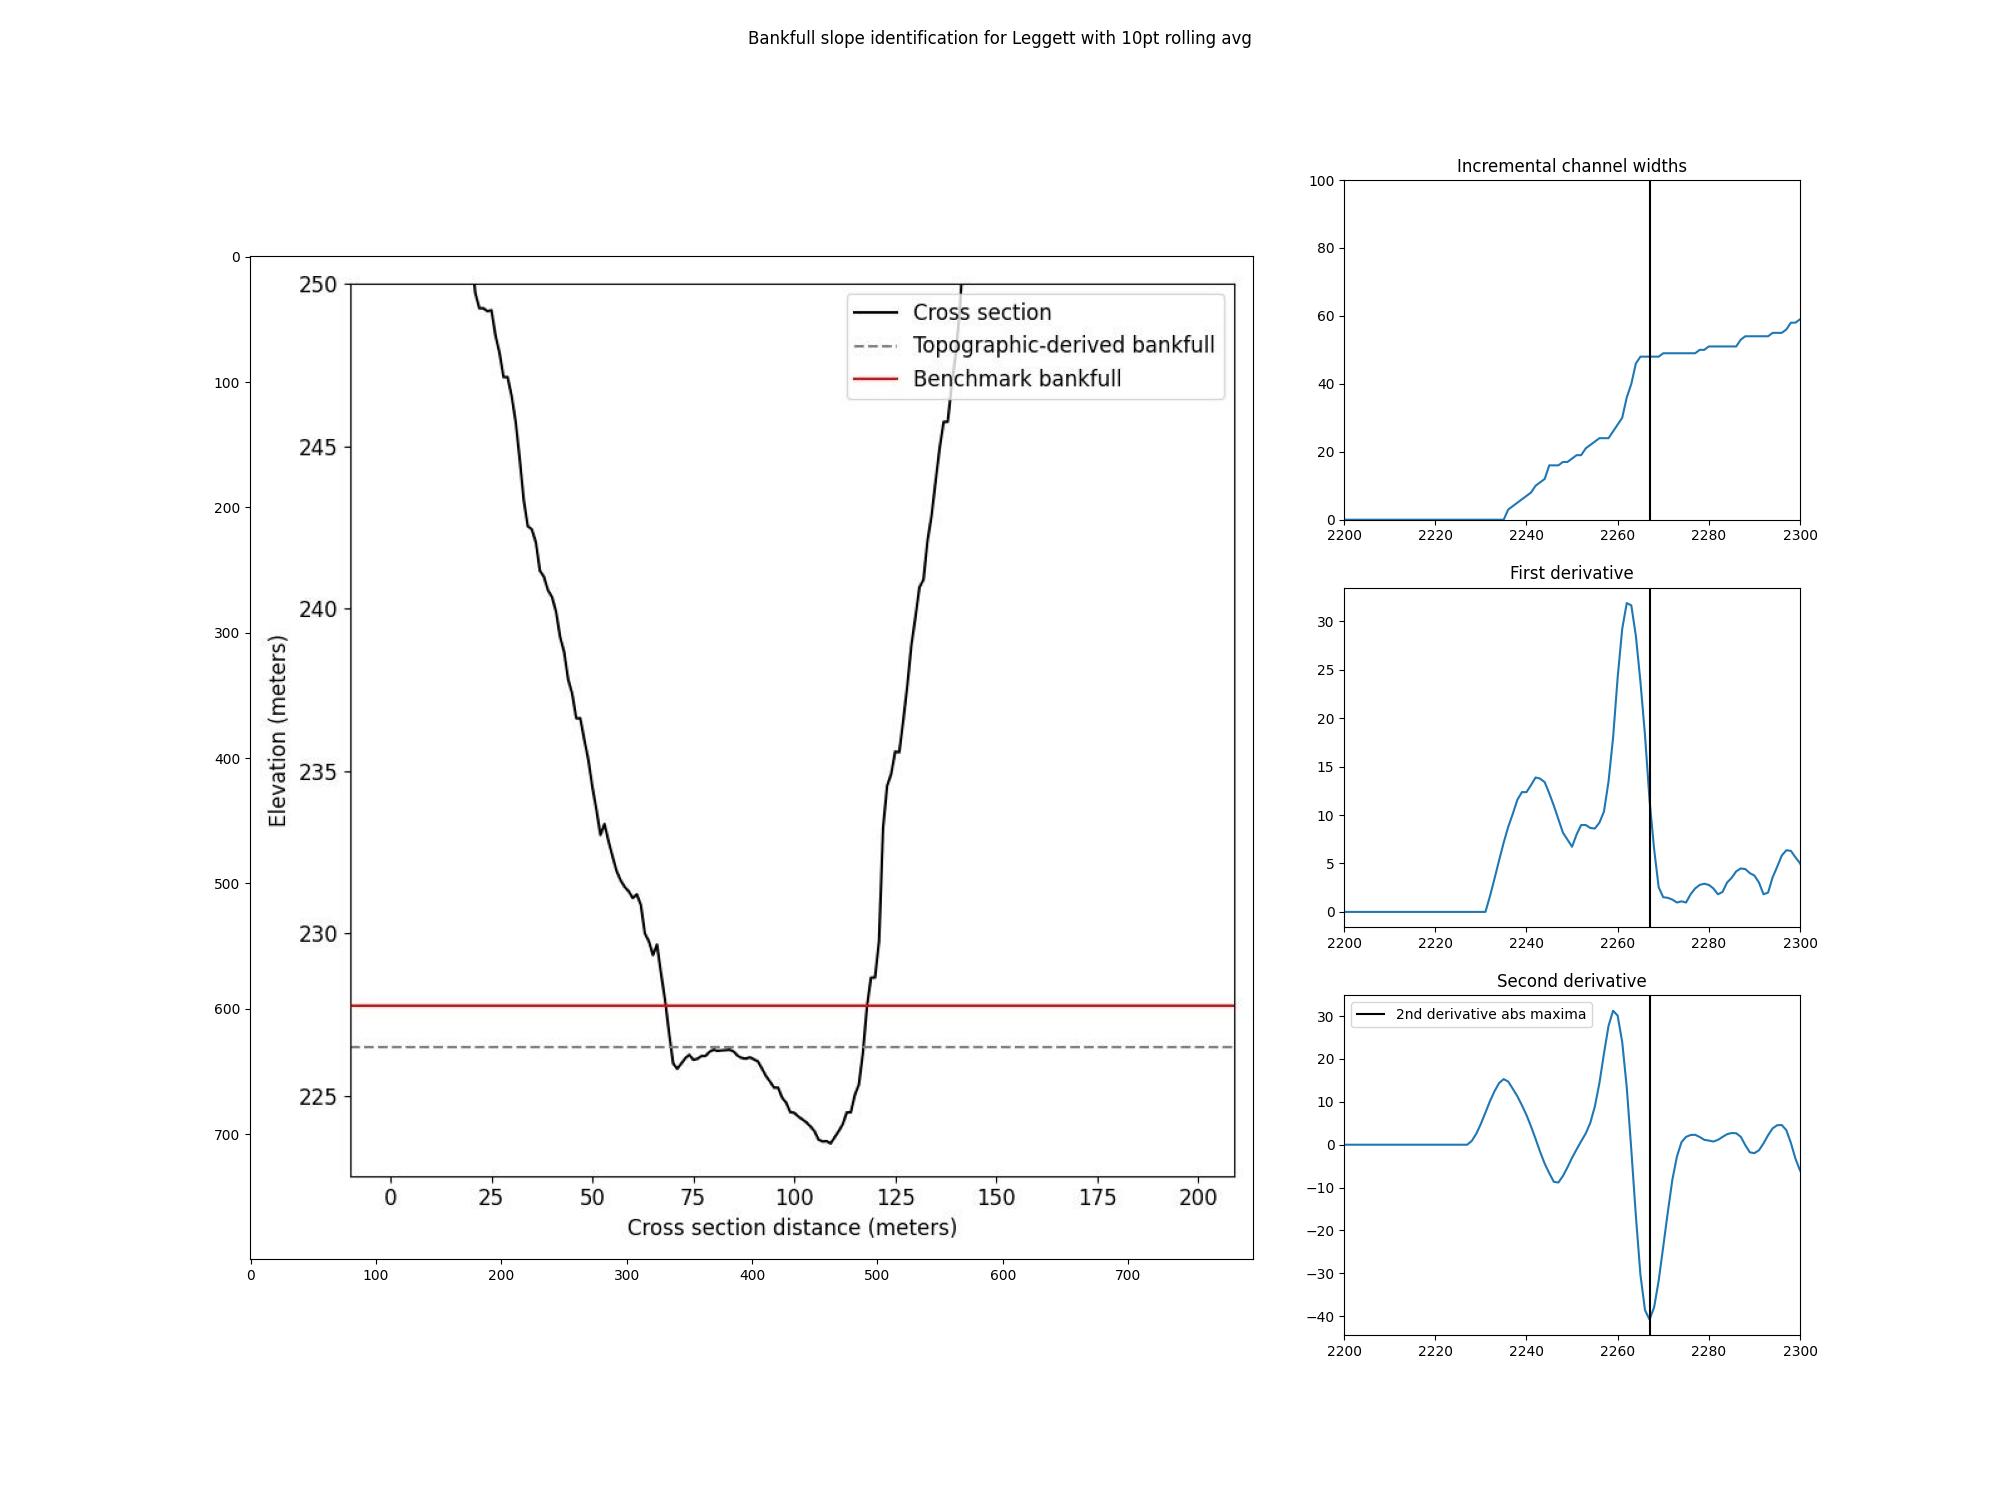 Bankfull slope identification for Leggett with 10pt rolling avg
0
100
200
300
400
500
600
700
250
245
240
235
230
225
Elevation (meters)
Cross section
Topographic-derived bankfull
Benchmark bankfull
0 25 50 75 100 125 150 175 200
Cross section distance (meters)
0 100 200 300 400 500 600 700
Incremental channel widths
100
80
60
40
20
0
2200 2220 2240 2260 2280 2300
First derivative
30
25
20
15
10
5
0
2200 2220 2240 2260 2280 2300
Second derivative
2nd derivative abs maxima
30
20
10
0
−10
−20
−30
−40
2200 2220 2240 2260 2280 2300